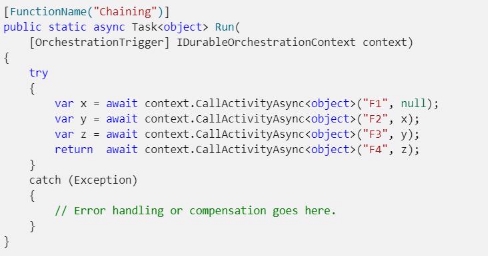 [FunctionName("Chaining")]
public static async Task<object> Run(
    [OrchestrationTrigger] IDurableOrchestrationContext context)
{
    try
    {
        var x = await context.CallActivityAsync<object>("F1", null);
        var y = await context.CallActivityAsync<object>("F2", x);
        var z = await context.CallActivityAsync<object>("F3", y);
        return  await context.CallActivityAsync<object>("F4", z);
    }
    catch (Exception)
    {
        // Error handling or compensation goes here.
    }
}